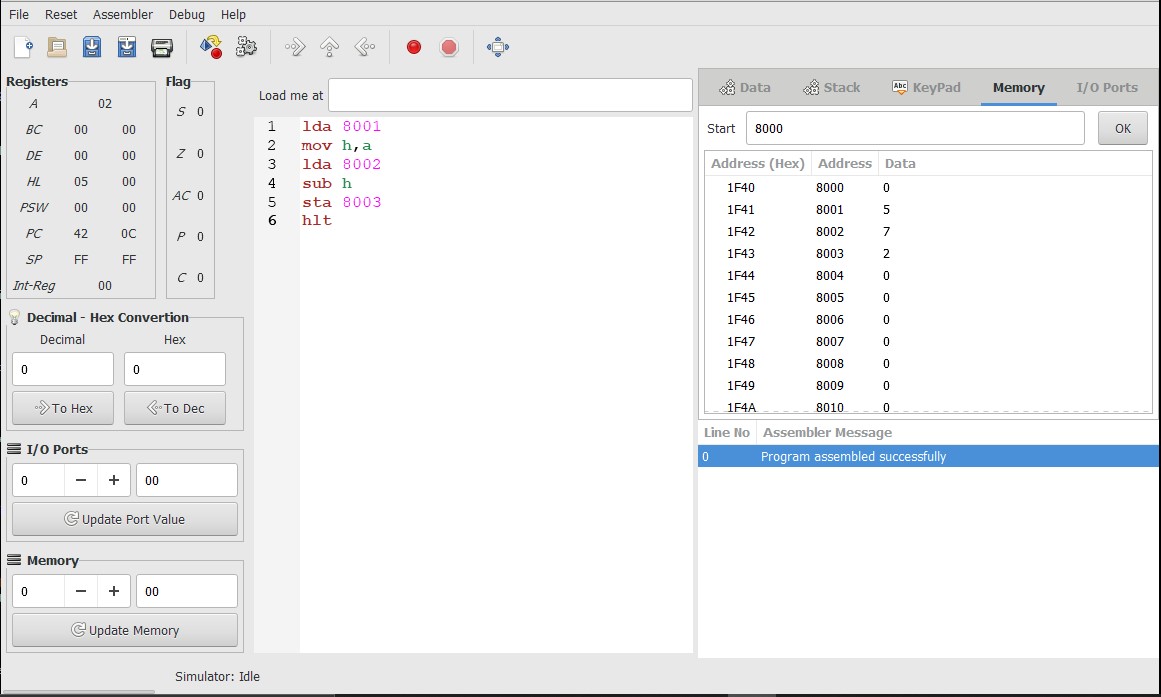 File Reset Assembler Debug Help
Registers
A 02
BC 00 00
DE 00 00
HL 05 00
PSW 00 00
PC 42 0C
SP FF FF
Int-Reg 00
Flag
S 0
Z 0
AC 0
P 0
C 0
Decimal - Hex Convertion
Decimal Hex
0 0
To Hex To Dec
I/O Ports
0 − + 00
Update Port Value
Memory
0 − + 00
Update Memory
Load me at
1 lda 8001
2 mov h,a
3 lda 8002
4 sub h
5 sta 8003
6 hlt
Data Stack Abc KeyPad Memory I/O Ports
Start 8000 OK
Address (Hex) Address Data
1F40 8000 0
1F41 8001 5
1F42 8002 7
1F43 8003 2
1F44 8004 0
1F45 8005 0
1F46 8006 0
1F47 8007 0
1F48 8008 0
1F49 8009 0
1F4A 8010 0
Line No Assembler Message
0 Program assembled successfully
Simulator: Idle